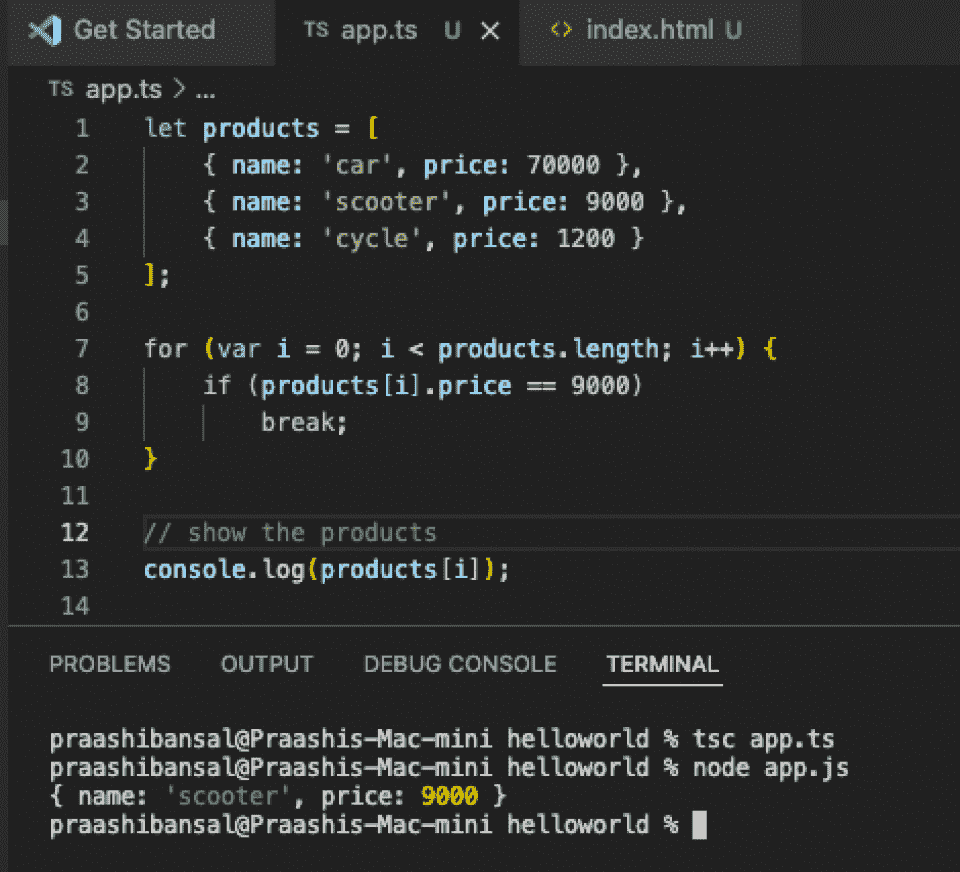 Get Started TS app.ts U × <> index.html U
TS app.ts > ...
1 let products = [
2     { name: 'car', price: 70000 },
3     { name: 'scooter', price: 9000 },
4     { name: 'cycle', price: 1200 }
5 ];
6
7 for (var i = 0; i < products.length; i++) {
8     if (products[i].price == 9000)
9         break;
10 }
11
12 // show the products
13 console.log(products[i]);
14
PROBLEMS OUTPUT DEBUG CONSOLE TERMINAL
praashibansal@Praashis-Mac-mini helloworld % tsc app.ts
praashibansal@Praashis-Mac-mini helloworld % node app.js
{ name: 'scooter', price: 9000 }
praashibansal@Praashis-Mac-mini helloworld %